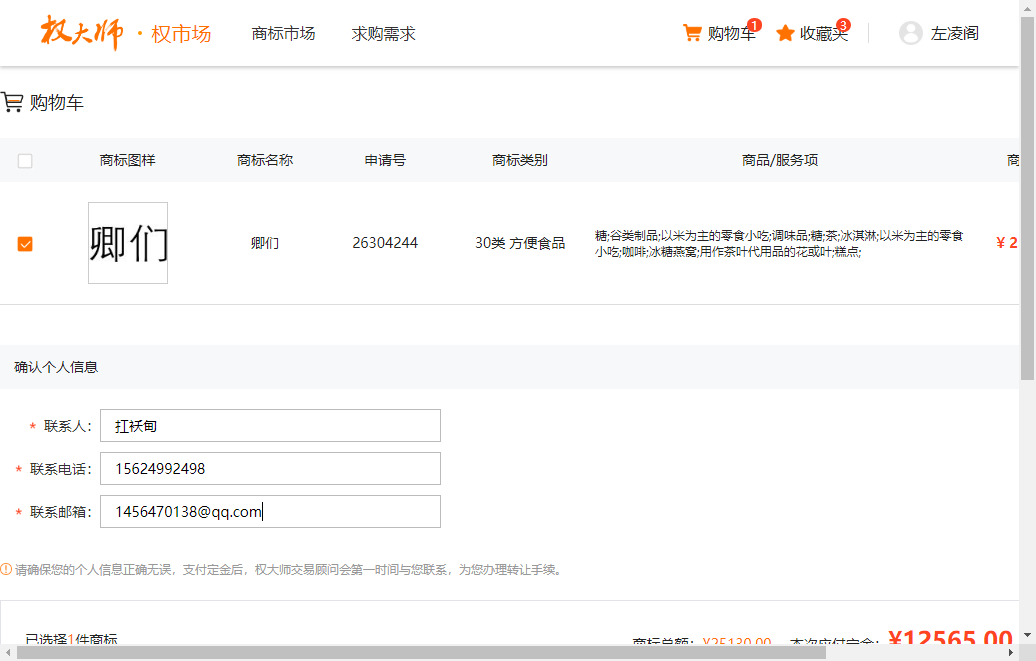 权大师·权市场 商标市场 求购需求 购物车 1 收藏夹 3 左凌阁
购物车
商标图样 商标名称 申请号 商标类别 商品/服务项 商
卿们 卿们 26304244 30类 方便食品 糖;谷类制品;以米为主的零食小吃;调味品;糖;茶;冰淇淋;以米为主的零食 ¥ 2
小吃;咖啡;冰糖燕窝;用作茶叶代用品的花或叶;糕点;
确认个人信息
* 联系人： 扛袄甸
* 联系电话： 15624992498
* 联系邮箱： 1456470138@qq.com
请确保您的个人信息正确无误，支付定金后，权大师交易顾问会第一时间与您联系，为您办理转让手续。
已选择1件商标 商标总额： ¥25130.00 本次应付定金： ¥12565.00